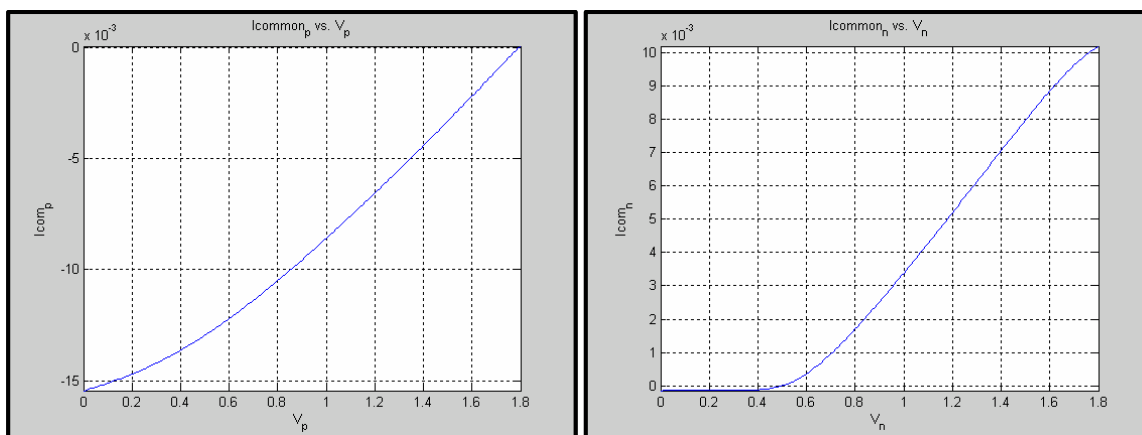 Icommon_p vs. V_p
x 10^-3
0
-5
-10
-15
Icom_p
0 0.2 0.4 0.6 0.8 1.0 1.2 1.4 1.6 1.8
V_p
Icommon_n vs. V_n
x 10^-3
10
9
8
7
6
5
4
3
2
1
0
Icom_n
0 0.2 0.4 0.6 0.8 1 1.2 1.4 1.6 1.8
V_n